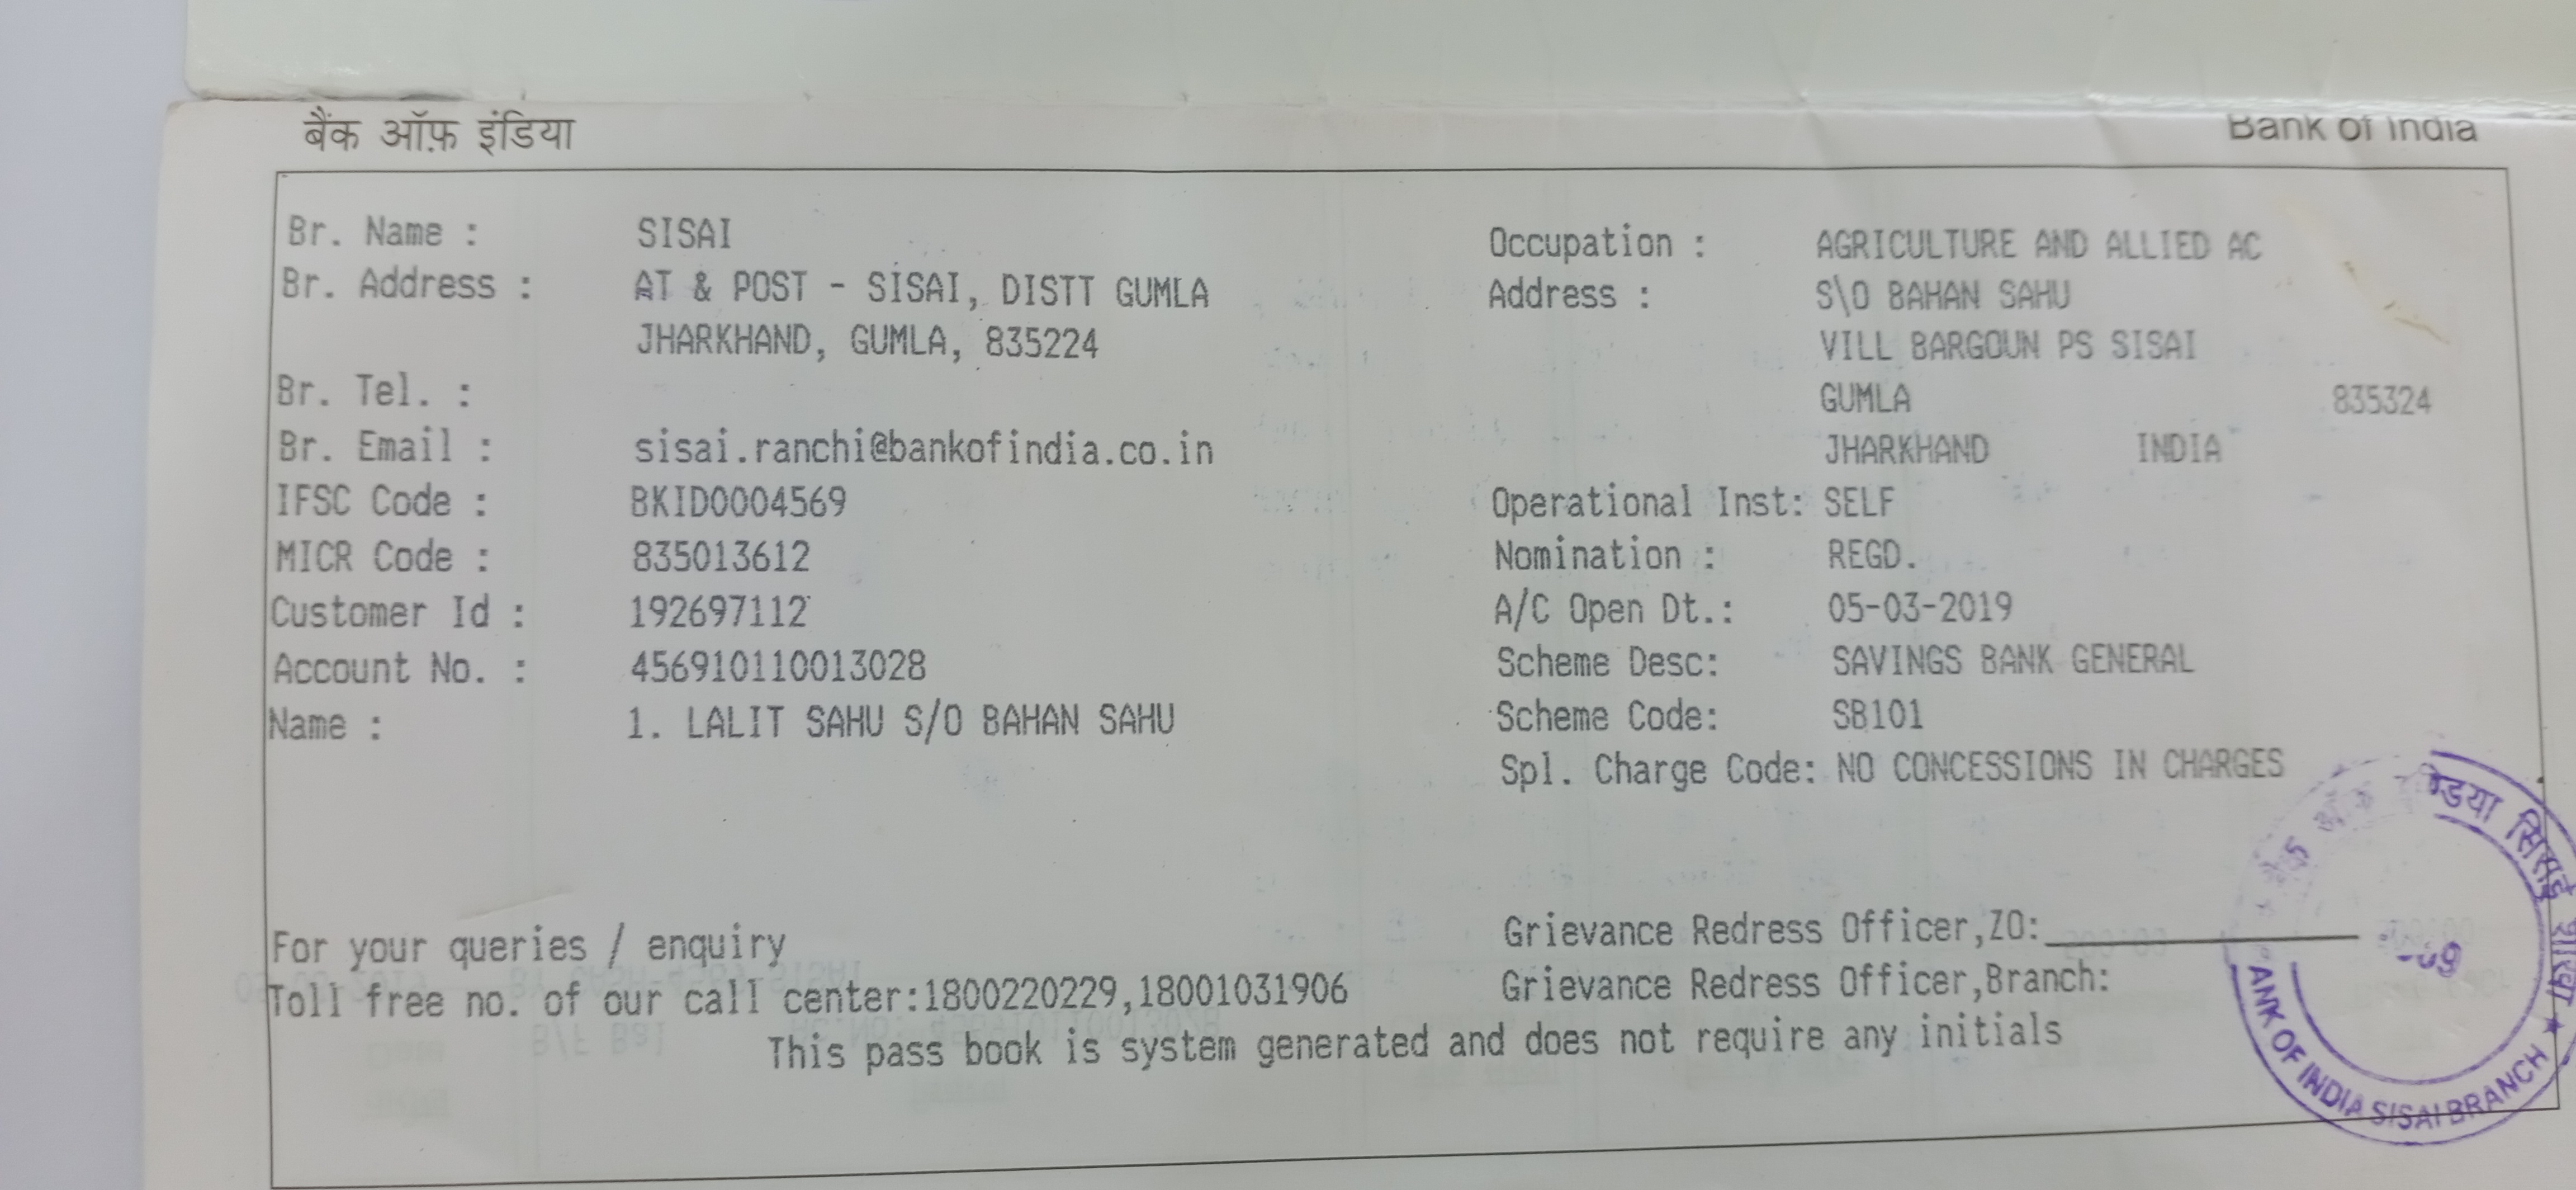 बैंक ऑफ़ इंडिया
Bank of India
Br. Name : SISAI
Br. Address : AT & POST - SISAI, DISTT GUMLA
JHARKHAND, GUMLA, 835224
Br. Tel. :
Br. Email : sisai.ranchi@bankofindia.co.in
IFSC Code : BKID0004569
MICR Code : 835013612
Customer Id : 192697112
Account No. : 456910110013028
Name : 1. LALIT SAHU S/O BAHAN SAHU
Occupation : AGRICULTURE AND ALLIED AC
Address : S\O BAHAN SAHU
VILL BARGOUN PS SISAI
GUMLA 835324
JHARKHAND INDIA
Operational Inst: SELF
Nomination : REGD.
A/C Open Dt.: 05-03-2019
Scheme Desc: SAVINGS BANK GENERAL
Scheme Code: SB101
Spl. Charge Code: NO CONCESSIONS IN CHARGES
For your queries / enquiry
Toll free no. of our call center:1800220229,18001031906
Grievance Redress Officer,ZO:
Grievance Redress Officer,Branch:
This pass book is system generated and does not require any initials
सिसई शाखा ★
ANK OF INDIA SISAI BRANCH